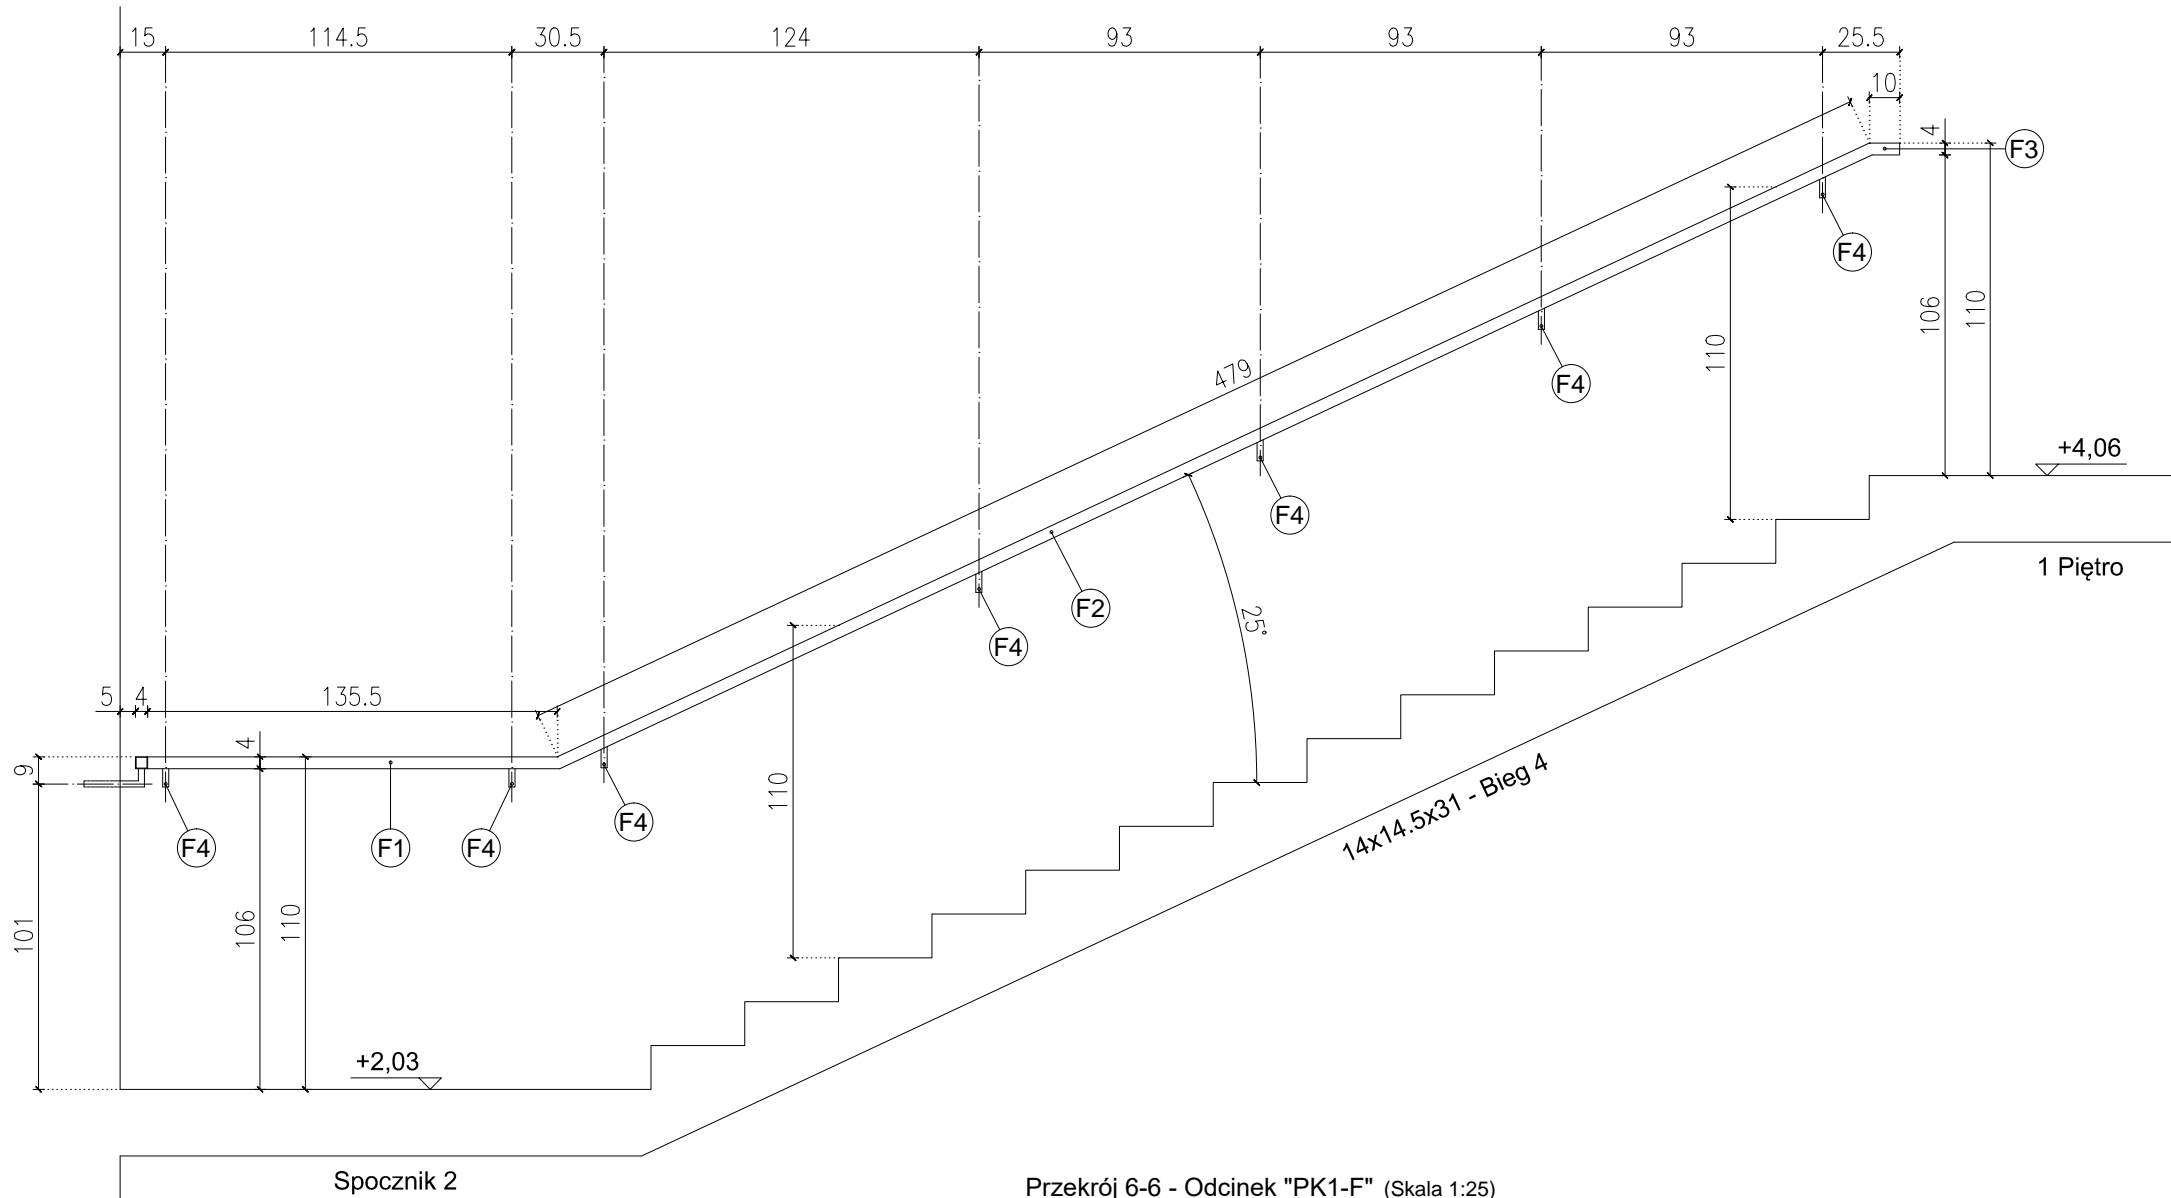 15 114.5 30.5 124 93 93 93 25.5
10
4
F3
F4
106
110
110
F4
479
+4,06
F4
1 Piętro
F2
25°
F4
5 4 135.5
4
9
F4
110
14x14.5x31 - Bieg 4
F4
F1
F4
101
106
110
+2,03
Spocznik 2
Przekrój 6-6 - Odcinek "PK1-F" (Skala 1:25)